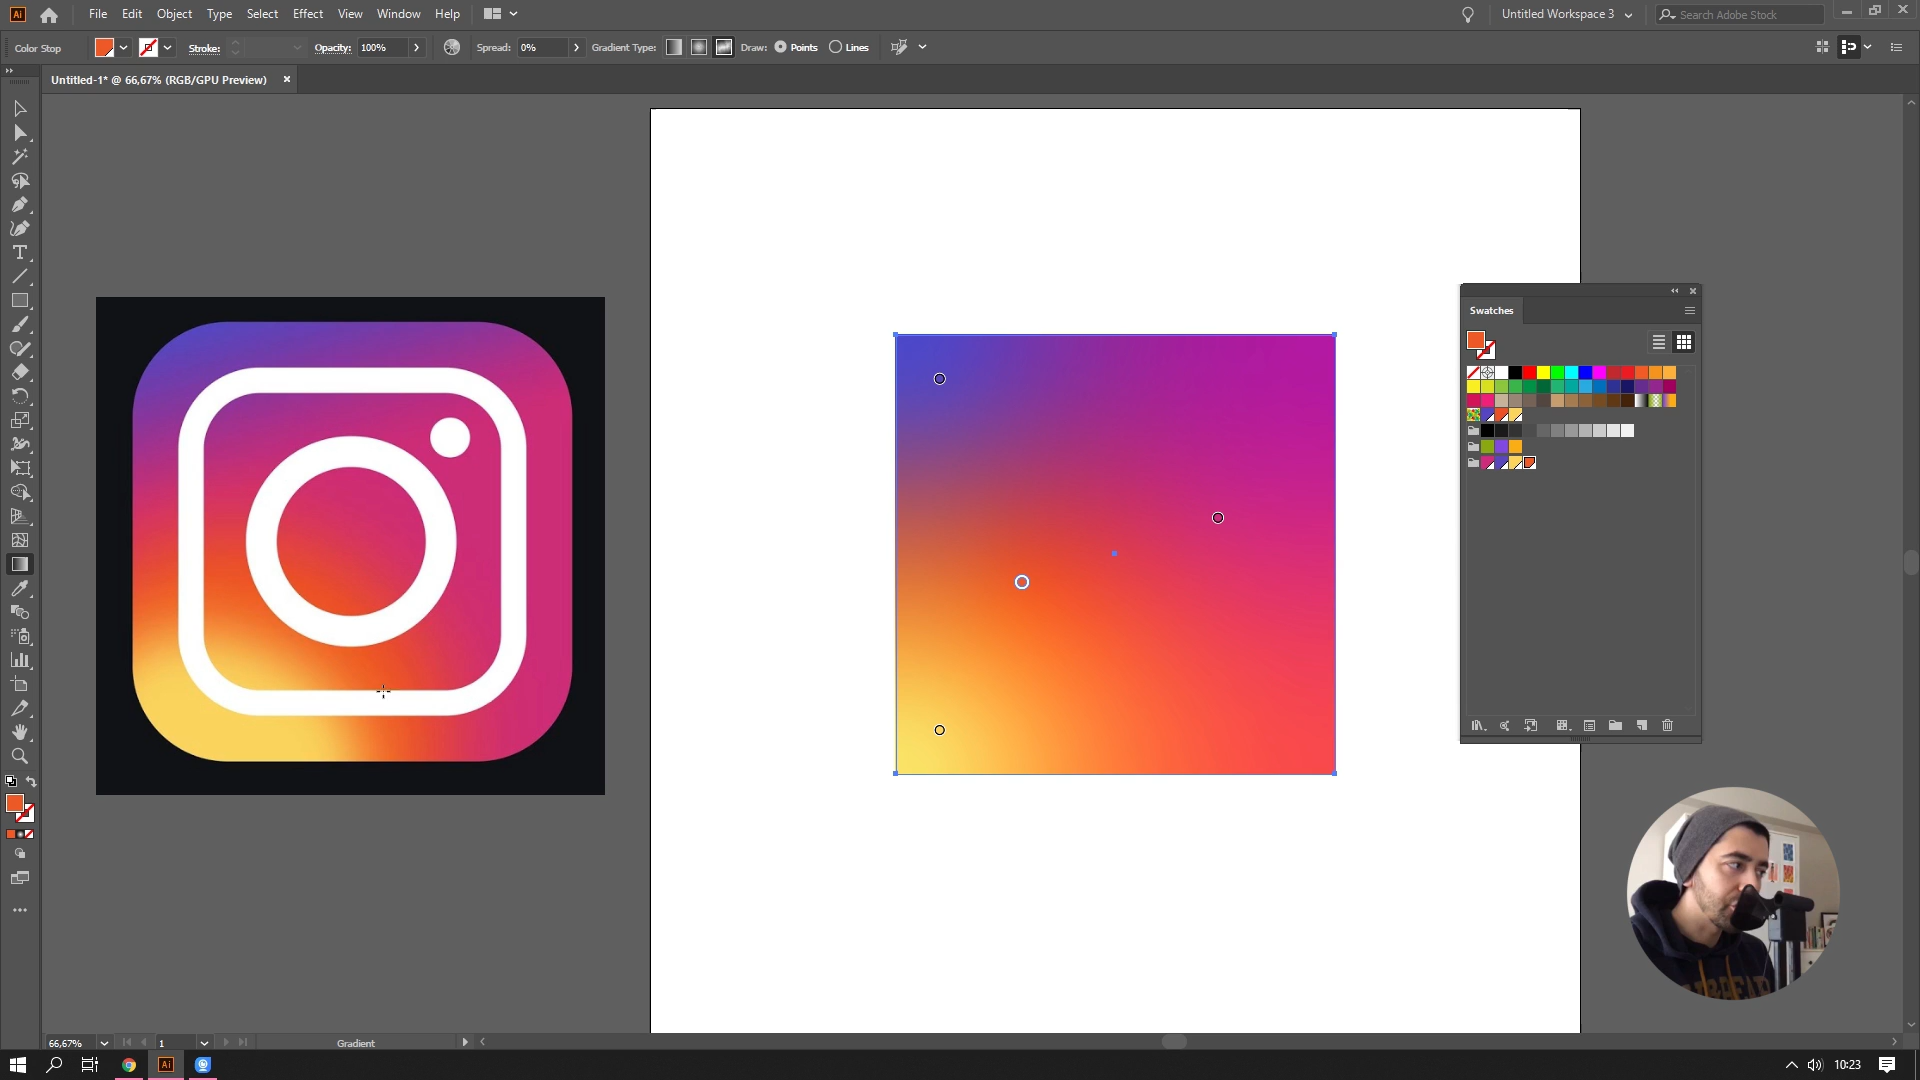 Ai File Edit Object Type Select Effect View Window Help Untitled Workspace 3 Search Adobe Stock
Color Stop Stroke: Opacity: 100% Spread: 0% Gradient Type: Draw: Points Lines
Untitled-1* @ 66,67% (RGB/GPU Preview)
Swatches
66,67% 1 Gradient
Ai 10:23